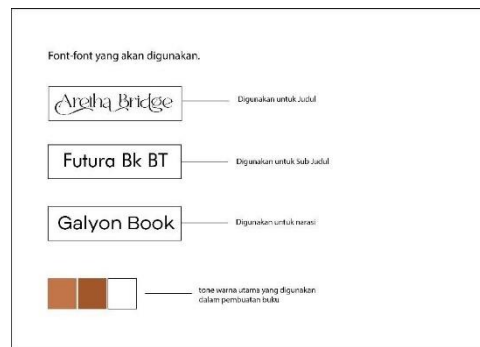 Font-font yang akan digunakan.
Aretha Bridge
Digunakan untuk Judul
Futura Bk BT
Digunakan untuk Sub Judul
Galyon Book
Digunakan untuk narasi
tone warna utama yang digunakan
dalam pembuatan buku